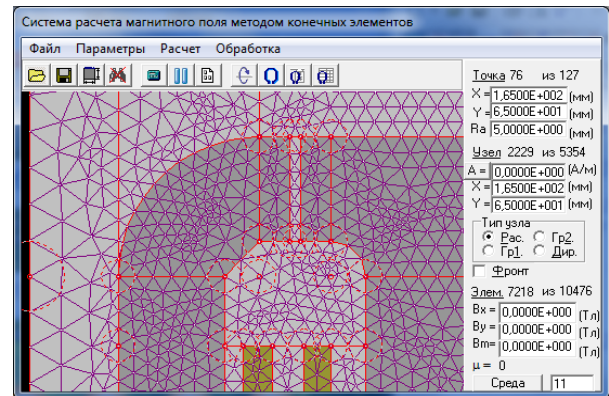 Система расчета магнитного поля методом конечных элементов
Файл Параметры Расчет Обработка
Точка 76 из 127
X = 1,6500E+002 (мм)
Y = 6,5000E+001 (мм)
Ra 5,0000E+000 (мм)
Узел 2229 из 5354
A = 0,0000E+000 (А/м)
X = 1,6500E+002 (мм)
Y = 6,5000E+001 (мм)
Тип узла
Рас. Гр2.
Гр1. Дир.
Фронт
Элем. 7218 из 10476
Bx = 0,0000E+000 (Тл)
By = 0,0000E+000 (Тл)
Bm= 0,0000E+000 (Тл)
μ = 0
Среда 11